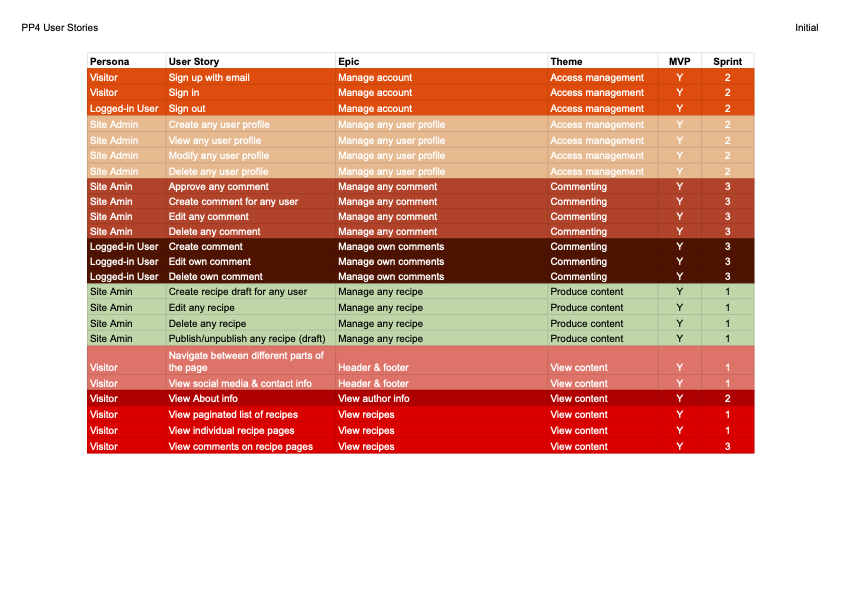 PP4 User Stories Initial
Persona User Story Epic Theme MVP Sprint
Visitor Sign up with email Manage account Access management Y 2
Visitor Sign in Manage account Access management Y 2
Logged-in User Sign out Manage account Access management Y 2
Site Admin Create any user profile Manage any user profile Access management Y 2
Site Admin View any user profile Manage any user profile Access management Y 2
Site Admin Modify any user profile Manage any user profile Access management Y 2
Site Admin Delete any user profile Manage any user profile Access management Y 2
Site Amin Approve any comment Manage any comment Commenting Y 3
Site Amin Create comment for any user Manage any comment Commenting Y 3
Site Amin Edit any comment Manage any comment Commenting Y 3
Site Amin Delete any comment Manage any comment Commenting Y 3
Logged-in User Create comment Manage own comments Commenting Y 3
Logged-in User Edit own comment Manage own comments Commenting Y 3
Logged-in User Delete own comment Manage own comments Commenting Y 3
Site Amin Create recipe draft for any user Manage any recipe Produce content Y 1
Site Amin Edit any recipe Manage any recipe Produce content Y 1
Site Amin Delete any recipe Manage any recipe Produce content Y 1
Site Amin Publish/unpublish any recipe (draft) Manage any recipe Produce content Y 1
Navigate between different parts of
Visitor the page Header & footer View content Y 1
Visitor View social media & contact info Header & footer View content Y 1
Visitor View About info View author info View content Y 2
Visitor View paginated list of recipes View recipes View content Y 1
Visitor View individual recipe pages View recipes View content Y 1
Visitor View comments on recipe pages View recipes View content Y 3